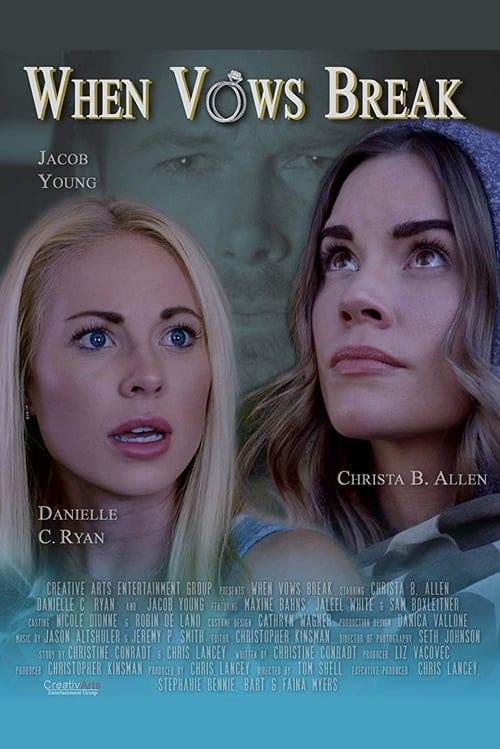 WHEN VOWS BREAK
JACOB
YOUNG
CHRISTA B. ALLEN
DANIELLE
C. RYAN
CREATIVE ARTS ENTERTAINMENT GROUP PRESENTS WHEN VOWS BREAK STARRING CHRISTA B. ALLEN
DANIELLE C. RYAN AND JACOB YOUNG FEATURING MAXINE BAHNS, JALEEL WHITE & SAM BOXLEITNER
CASTING NICOLE DIONNE & ROBIN DE LANO COSTUME DESIGN CATHRYN WAGNER PRODUCTION DESIGN DANICA VALLONE
MUSIC BY JASON ALTSHULER & JEREMY P. SMITH EDITOR CHRISTOPHER KINSMAN DIRECTOR OF PHOTOGRAPHY SETH JOHNSON
STORY BY CHRISTINE CONRADT & CHRIS LANCEY WRITTEN BY CHRISTINE CONRADT PRODUCER LIZ VACOVEC
PRODUCER CHRISTOPHER KINSMAN PRODUCED BY CHRIS LANCEY DIRECTED BY TOM SHELL EXECUTIVE PRODUCER CHRIS LANCEY,
STEPHAHIE RENNIE, BART & FAINA MYERS
CreativArts
Entertainment Group